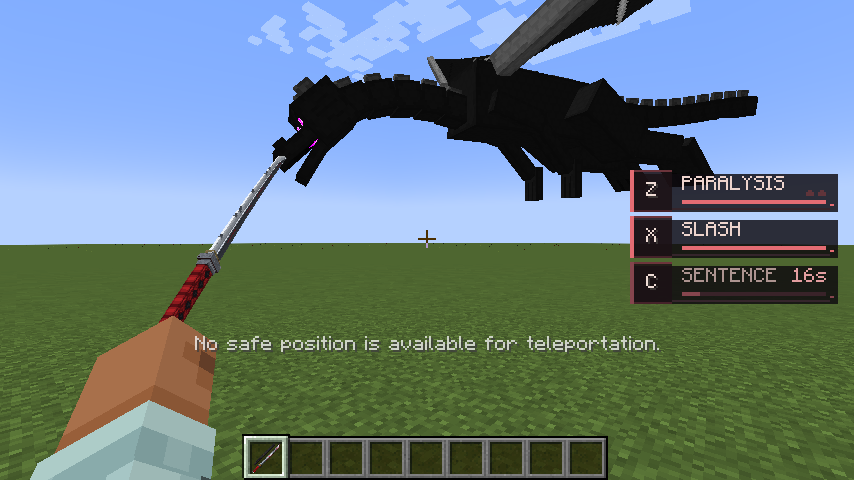 Z PARALYSIS
X SLASH
C SENTENCE 16s
No safe position is available for teleportation.